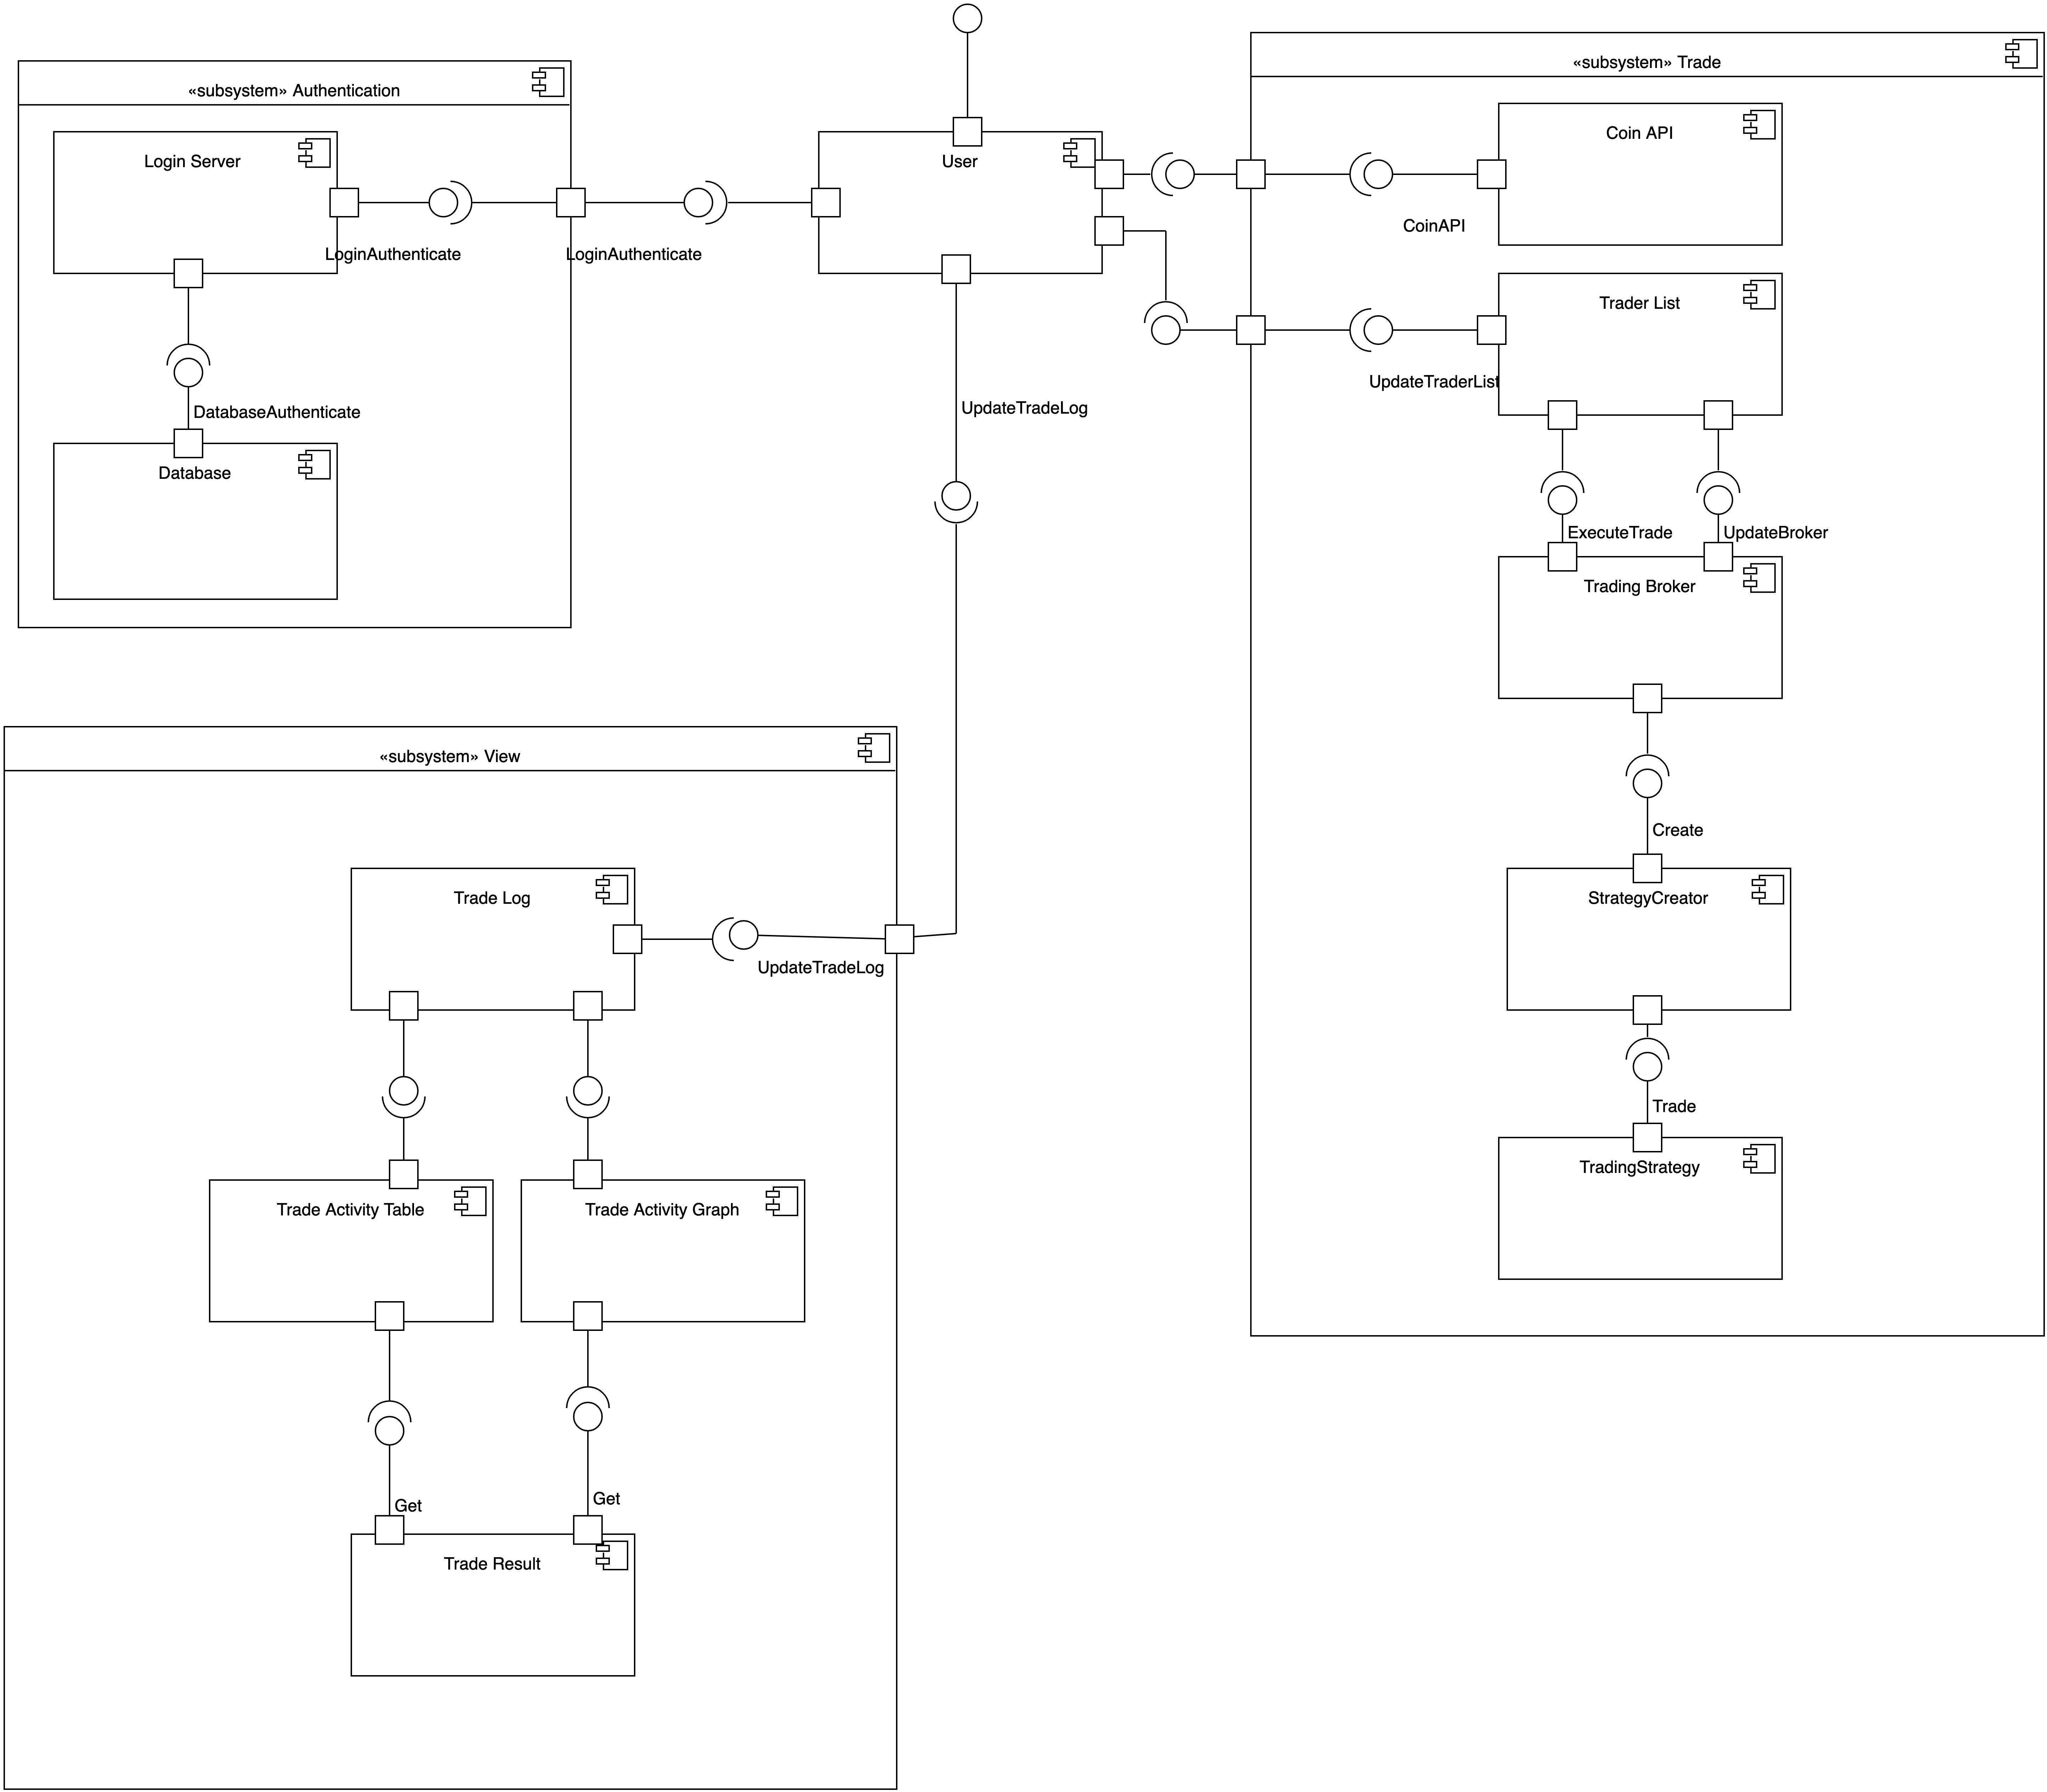 «subsystem» Authentication
Login Server
LoginAuthenticate
LoginAuthenticate
DatabaseAuthenticate
Database
User
UpdateTradeLog
«subsystem» Trade
Coin API
CoinAPI
Trader List
UpdateTraderList
ExecuteTrade
UpdateBroker
Trading Broker
Create
StrategyCreator
Trade
TradingStrategy
«subsystem» View
Trade Log
UpdateTradeLog
Trade Activity Table
Trade Activity Graph
Get
Get
Trade Result